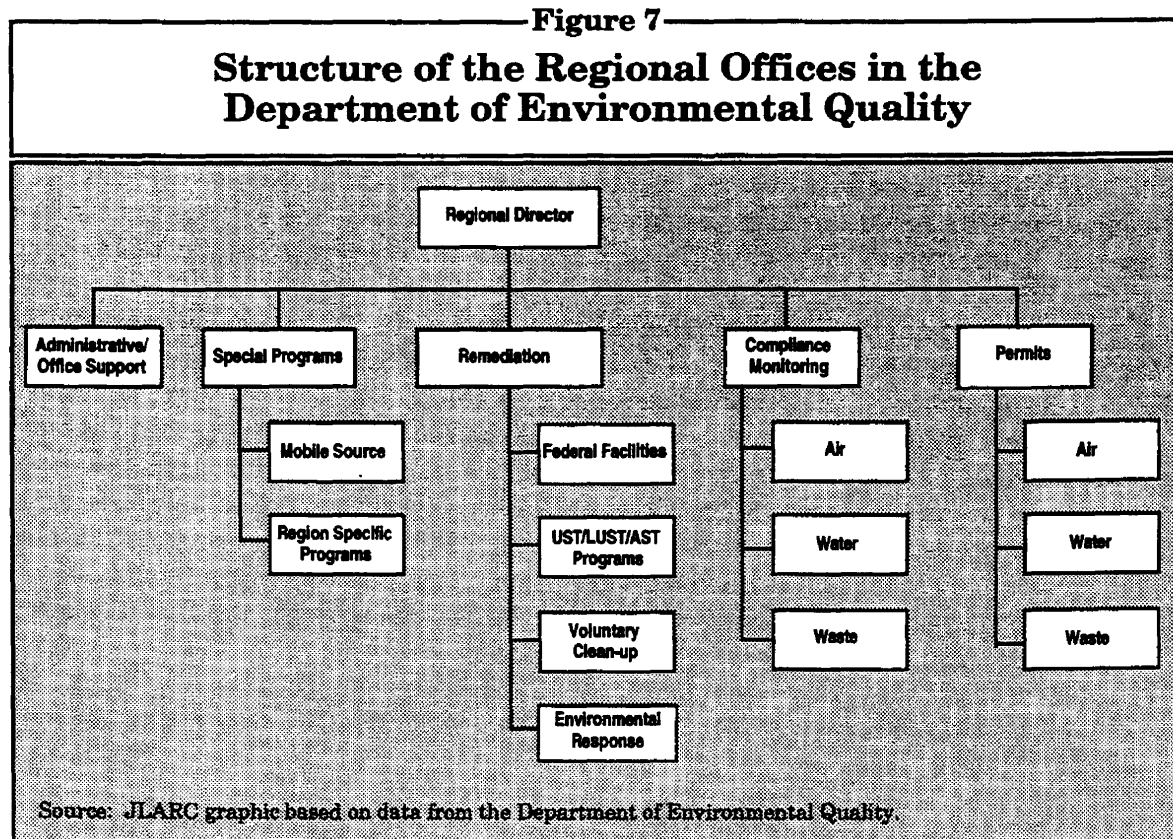 Figure 7
Structure of the Regional Offices in the
Department of Environmental Quality
Regional Director
Administrative/
Office Support
Special Programs
Remediation
Compliance
Monitoring
Permits
Mobile Source
Region Specific
Programs
Federal Facilities
UST/LUST/AST
Programs
Voluntary
Clean-up
Environmental
Response
Air
Water
Waste
Air
Water
Waste
Source: JLARC graphic based on data from the Department of Environmental Quality.